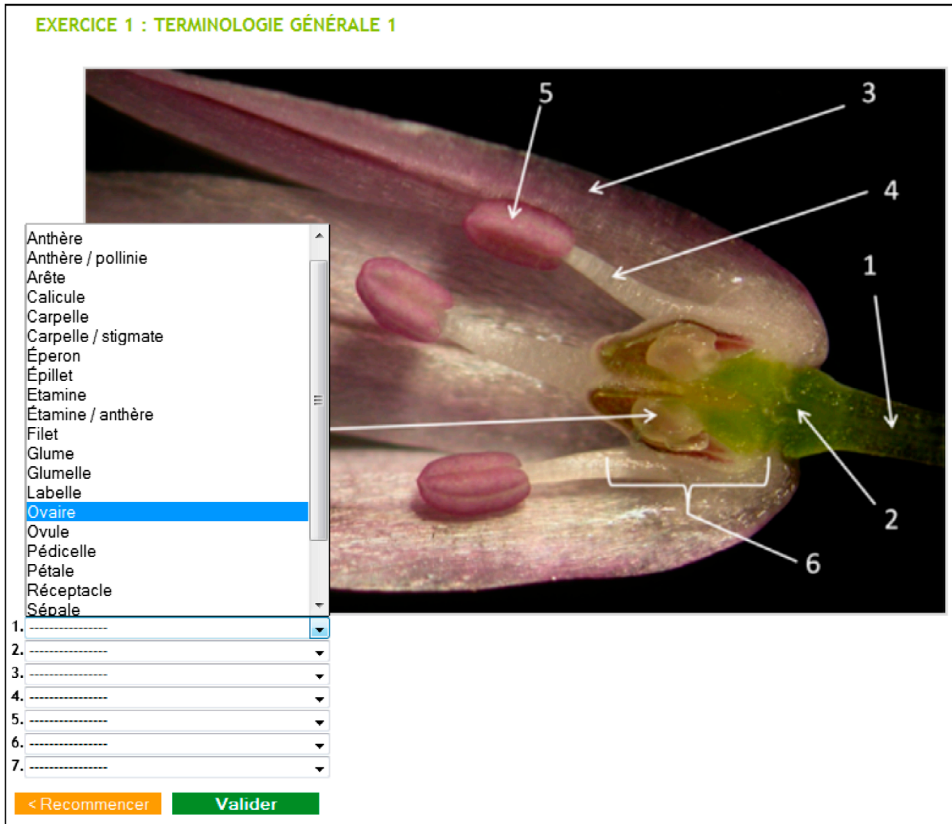 EXERCICE 1 : TERMINOLOGIE GÉNÉRALE 1
5
3
4
1
2
6
Anthère
Anthère / pollinie
Arête
Calicule
Carpelle
Carpelle / stigmate
Éperon
Épillet
Etamine
Étamine / anthère
Filet
Glume
Glumelle
Labelle
Ovaire
Ovule
Pédicelle
Pétale
Réceptacle
Sépale
1. ----------------
2. ----------------
3. ----------------
4. ----------------
5. ----------------
6. ----------------
7. ----------------
< Recommencer
Valider